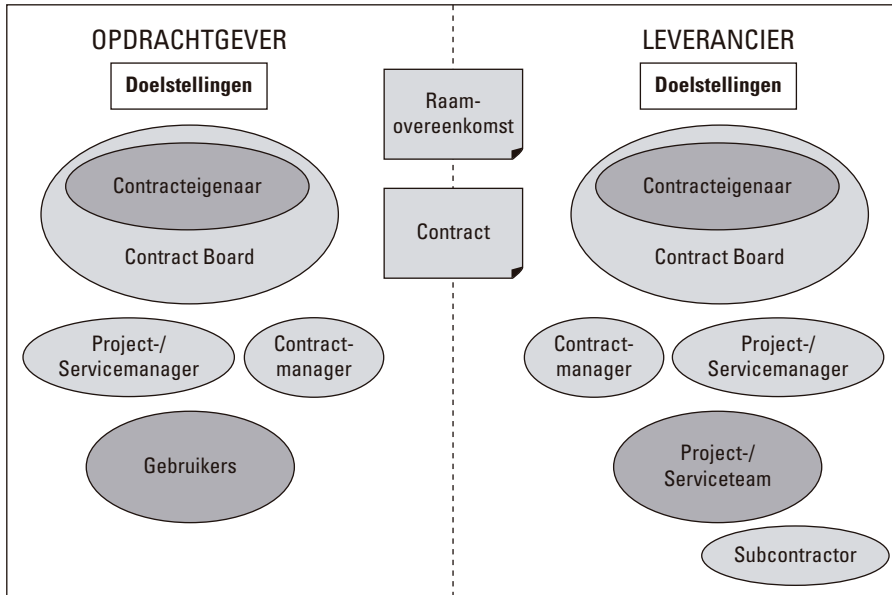 OPDRACHTGEVER
Doelstellingen
Contracteigenaar
Contract Board
Project-/
Servicemanager
Contract-
manager
Gebruikers
Raam-
overeenkomst
Contract
LEVERANCIER
Doelstellingen
Contracteigenaar
Contract Board
Contract-
manager
Project-/
Servicemanager
Project-/
Serviceteam
Subcontractor